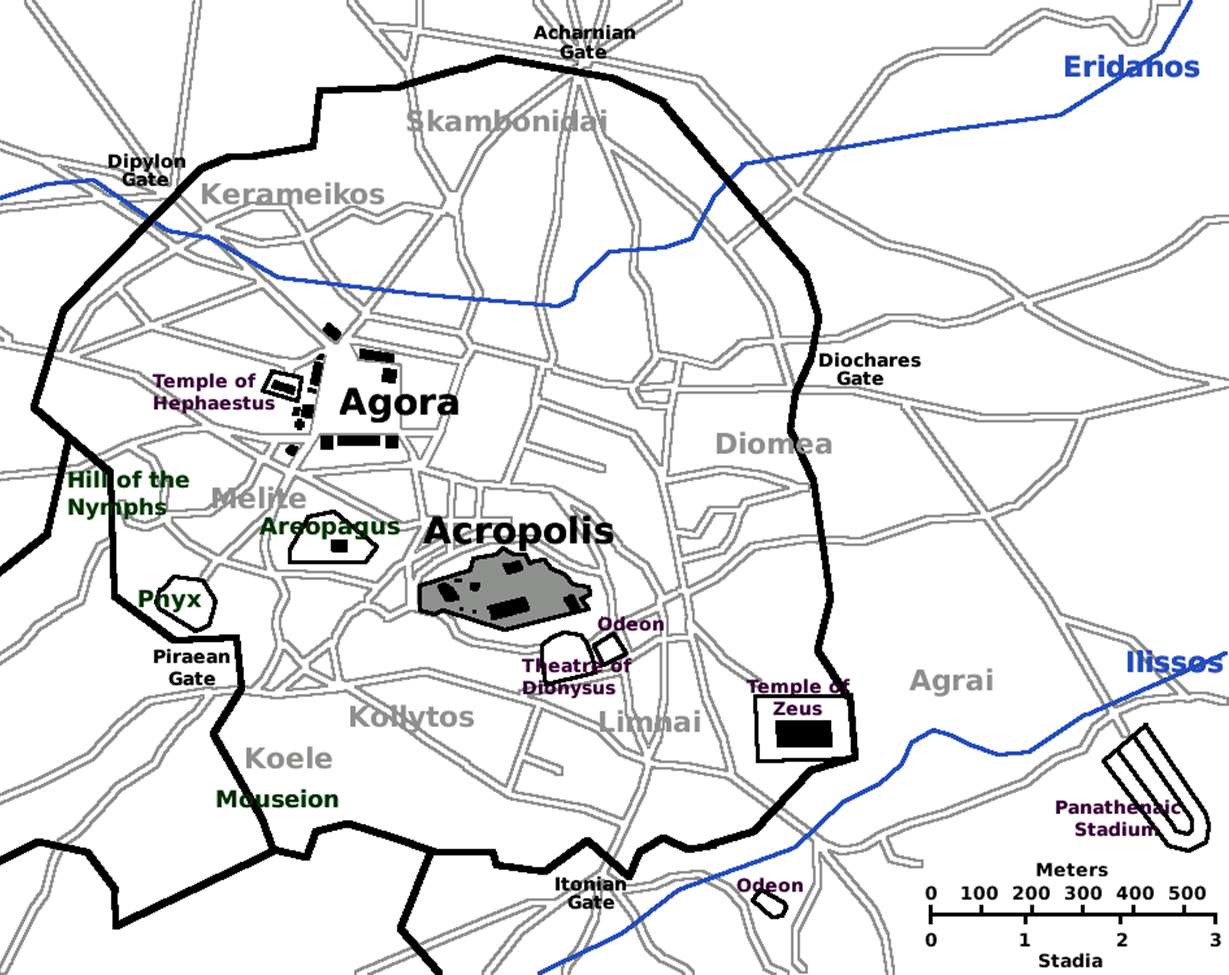 Acharnian
Gate
Eridanos
Skambonidai
Dipylon
Gate
Kerameikos
Diochares
Gate
Temple of
Hephaestus
Agora
Diomea
Hill of the
Nymphs
Melite
Areopagus
Acropolis
Pnyx
Odeon
Piraean
Gate
Theatre of
Dionysus
Ilissos
Agrai
Temple of
Zeus
Kollytos
Limnai
Koele
Mouseion
Panathenaic
Stadium
Itonian
Gate
Odeon
Meters
0 100 200 300 400 500
0 1 2 3
Stadia